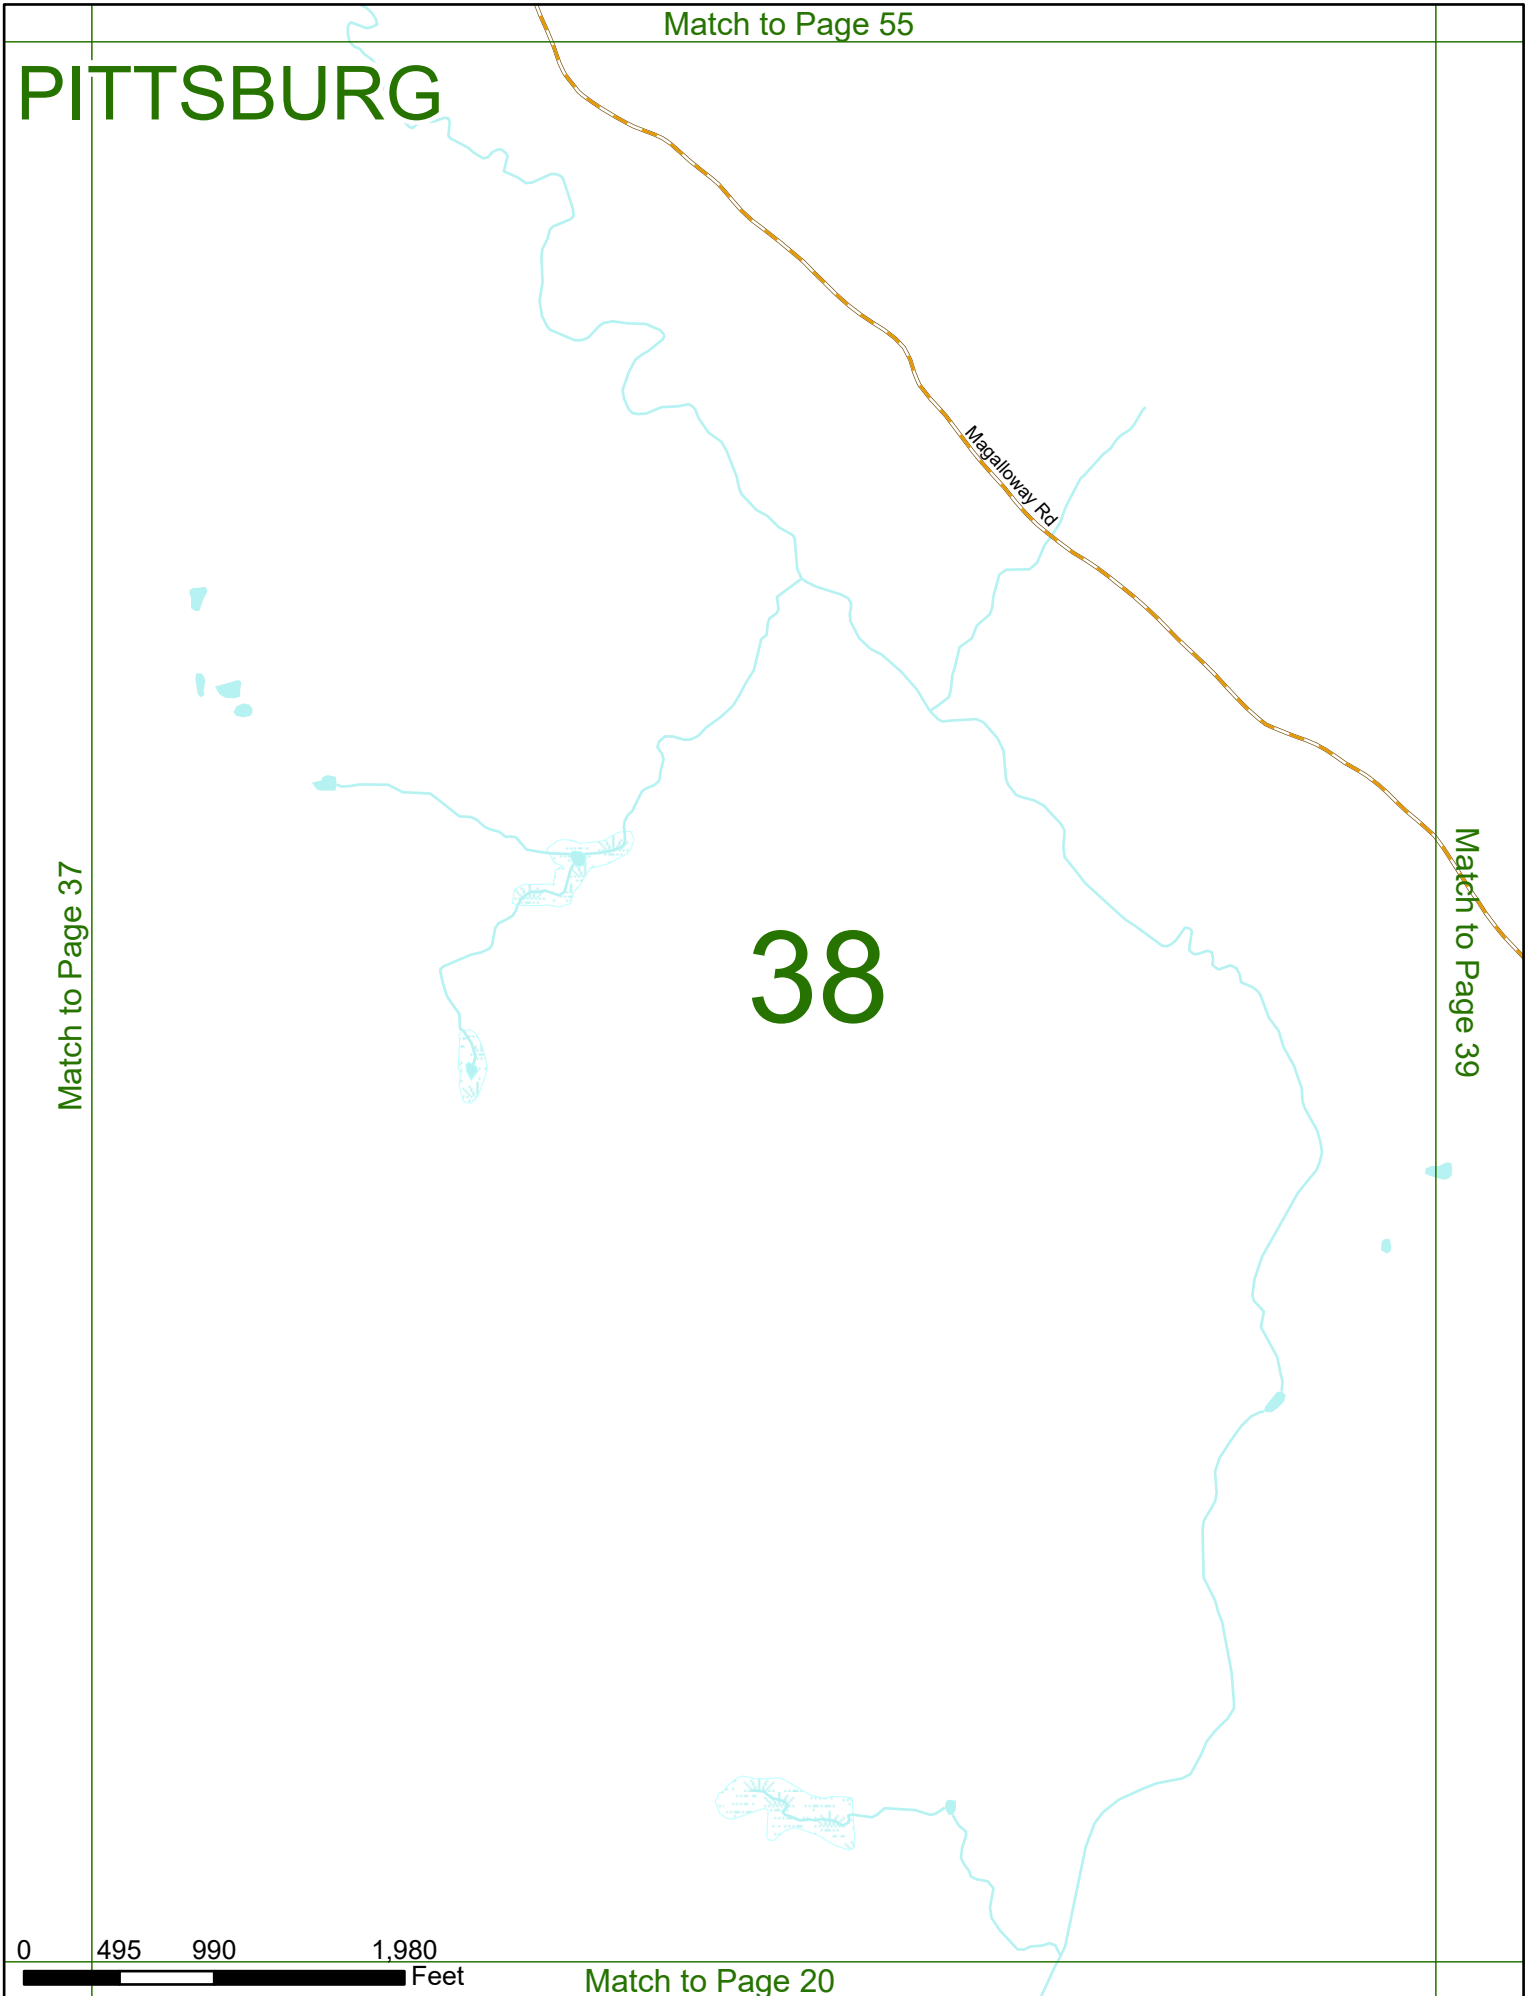 Match to Page 55
PITTSBURG
Magalloway Rd
Match to Page 37
38
Match to Page 39
0 495 990 1,980
Feet
Match to Page 20